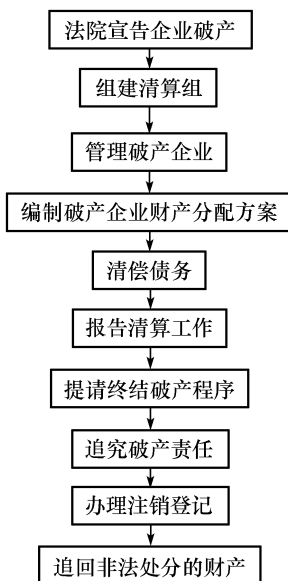 法院宣告企业破产
组建清算组
管理破产企业
编制破产企业财产分配方案
清偿债务
报告清算工作
提请终结破产程序
追究破产责任
办理注销登记
追回非法处分的财产